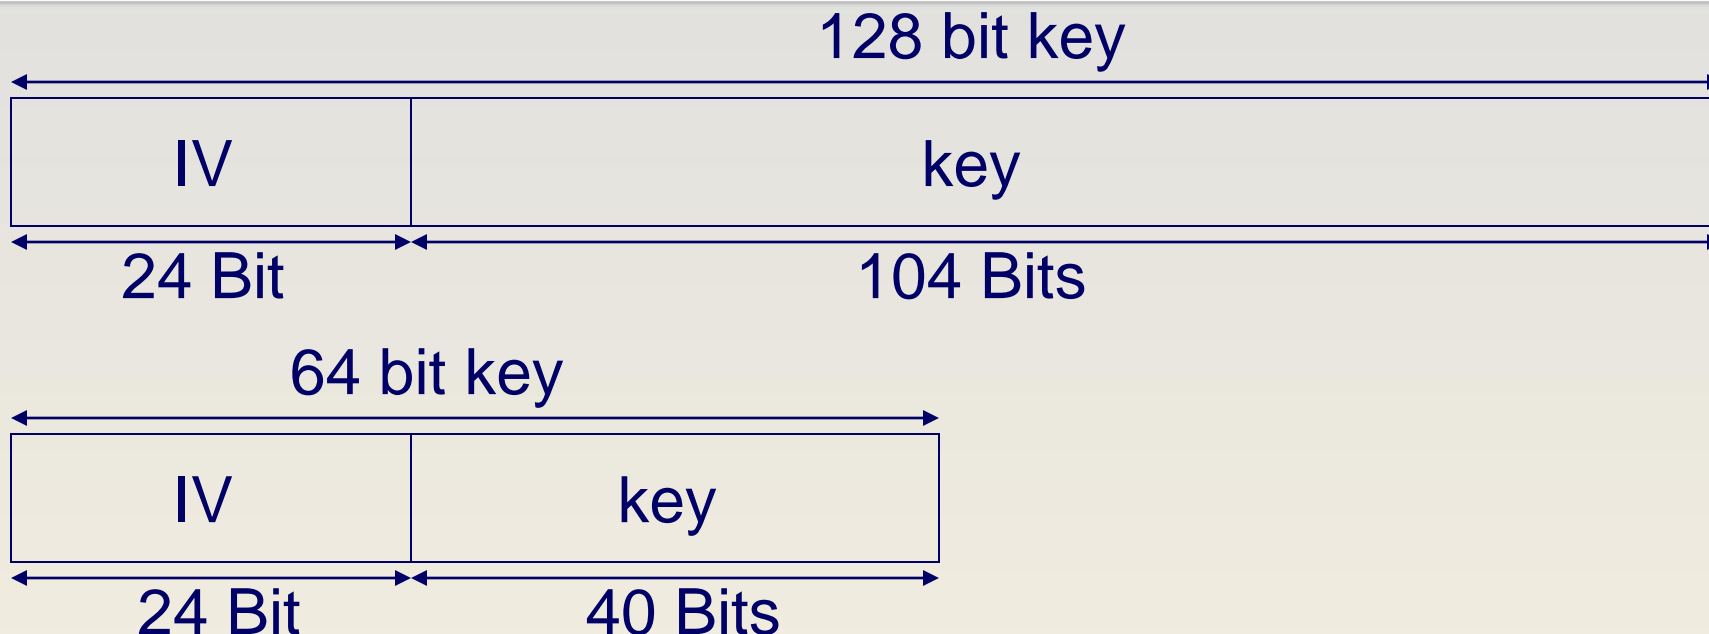 128 bit key
IV key
24 Bit 104 Bits
64 bit key
IV key
24 Bit 40 Bits